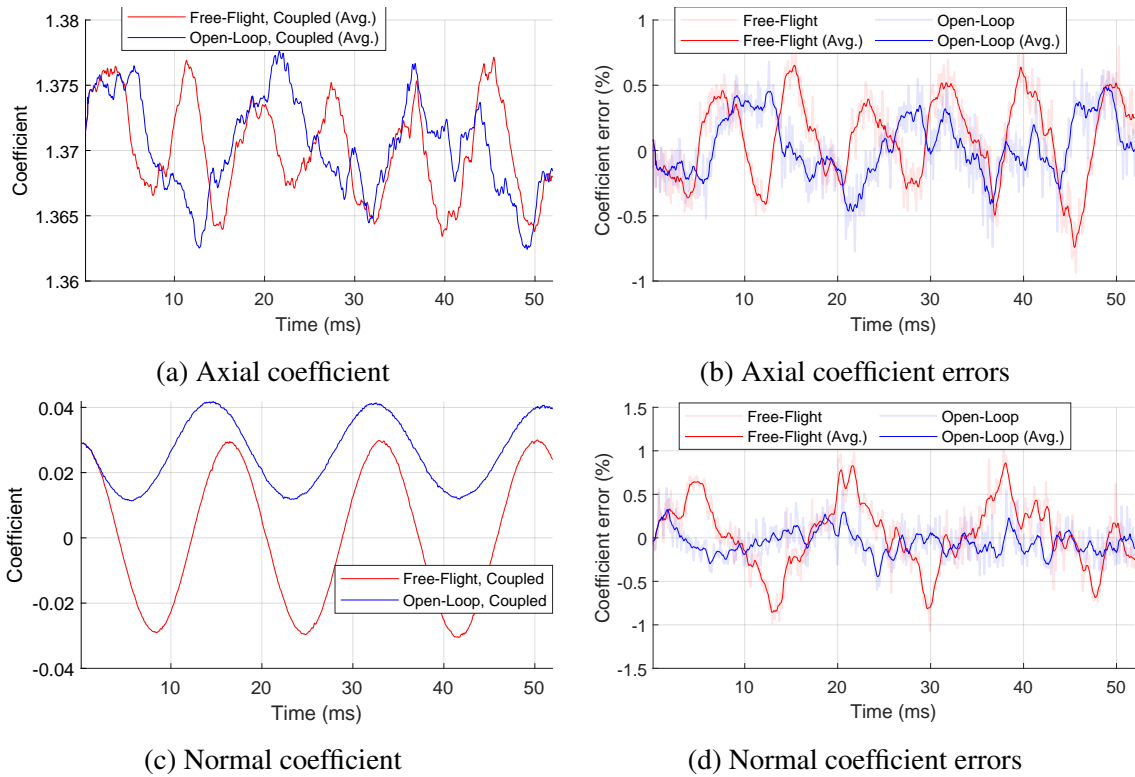 Free-Flight, Coupled (Avg.)
Open-Loop, Coupled (Avg.)
1.38
1.375
1.37
1.365
1.36
Coefficient
10 20 30 40 50
Time (ms)
(a) Axial coefficient
Free-Flight Open-Loop
Free-Flight (Avg.) Open-Loop (Avg.)
1
0.5
0
-0.5
-1
Coefficient error (%)
10 20 30 40 50
Time (ms)
(b) Axial coefficient errors
0.04
0.02
0
-0.02
-0.04
Coefficient
Free-Flight, Coupled
Open-Loop, Coupled
10 20 30 40 50
Time (ms)
(c) Normal coefficient
Free-Flight Open-Loop
Free-Flight (Avg.) Open-Loop (Avg.)
1.5
1
0.5
0
-0.5
-1
-1.5
Coefficient error (%)
10 20 30 40 50
Time (ms)
(d) Normal coefficient errors